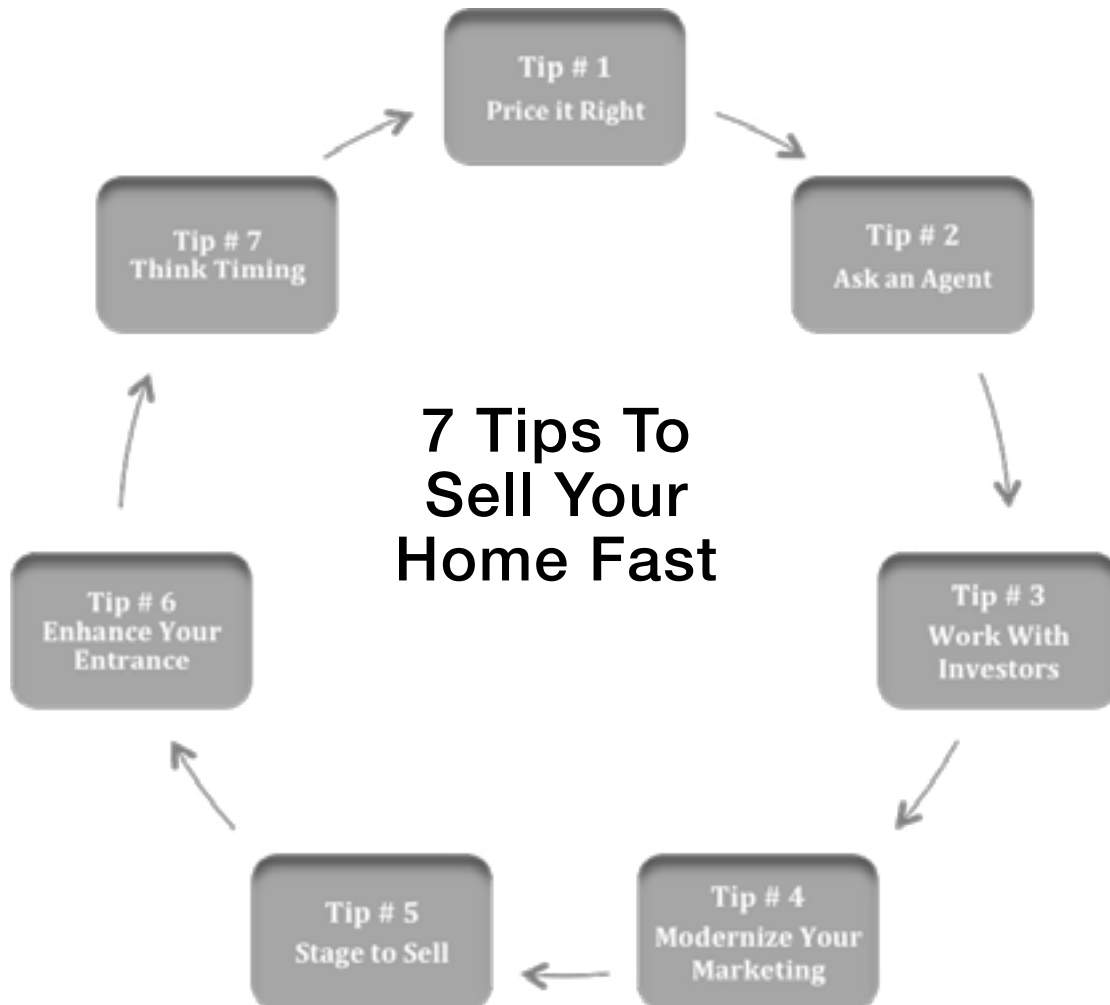 Tip # 1
Price it Right
Tip # 2
Ask an Agent
Tip # 3
Work With
Investors
Tip # 4
Modernize Your
Marketing
Tip # 5
Stage to Sell
Tip # 6
Enhance Your
Entrance
Tip # 7
Think Timing
7 Tips To
Sell Your
Home Fast